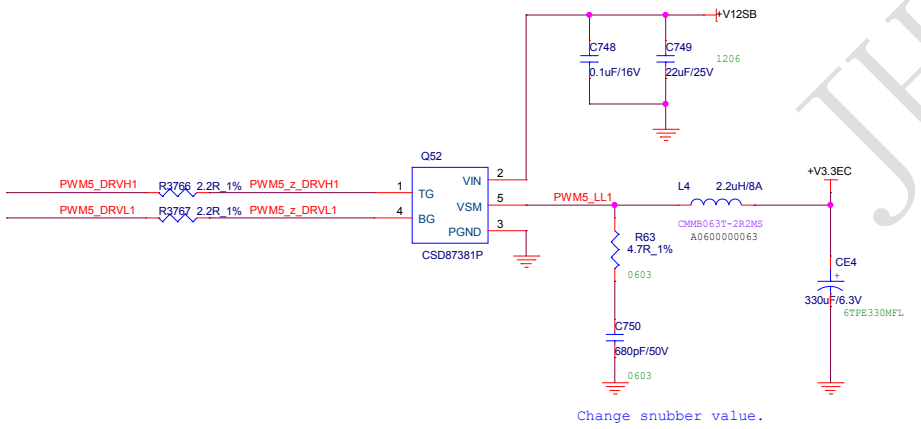 +V12SB
C748
0.1uF/16V
C749
22uF/25V
1206
Q52
PWM5_DRVH1
R3766 2.2R_1%
PWM5_z_DRVH1
1
TG
VIN
2
PWM5_DRVL1
R3767 2.2R_1%
PWM5_z_DRVL1
4
BG
VSM
5
PGND
3
CSD87381P
PWM5_LL1
L4
2.2uH/8A
CMMB063T-2R2MS
A0600000063
+V3.3EC
R63
4.7R_1%
0603
CE4
+
330uF/6.3V
6TPE330MFL
C750
680pF/50V
0603
Change snubber value.